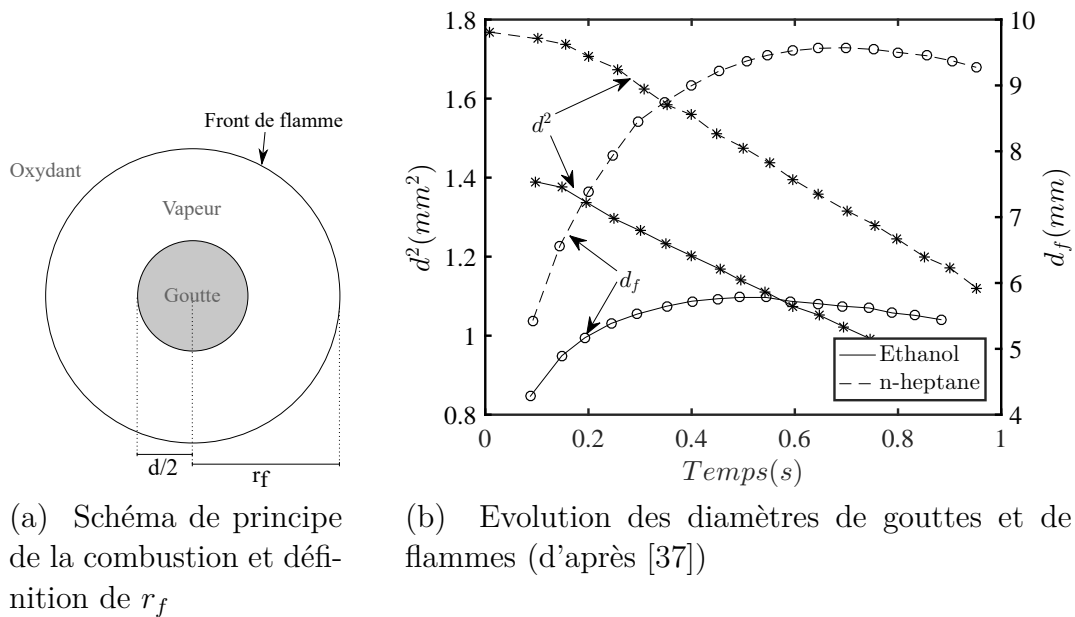 Front de flamme
Oxydant
Vapeur
Goutte
d/2
r_f
(a) Schéma de principe
de la combustion et défi-
nition de r_f
1.8
1.6
1.4
1.2
1
0.8
d²(mm²)
10
9
8
7
6
5
4
d_f(mm)
d²
d_f
Ethanol
n-heptane
0
0.2
0.4
0.6
0.8
1
Temps(s)
(b) Evolution des diamètres de gouttes et de
flammes (d'après [37])